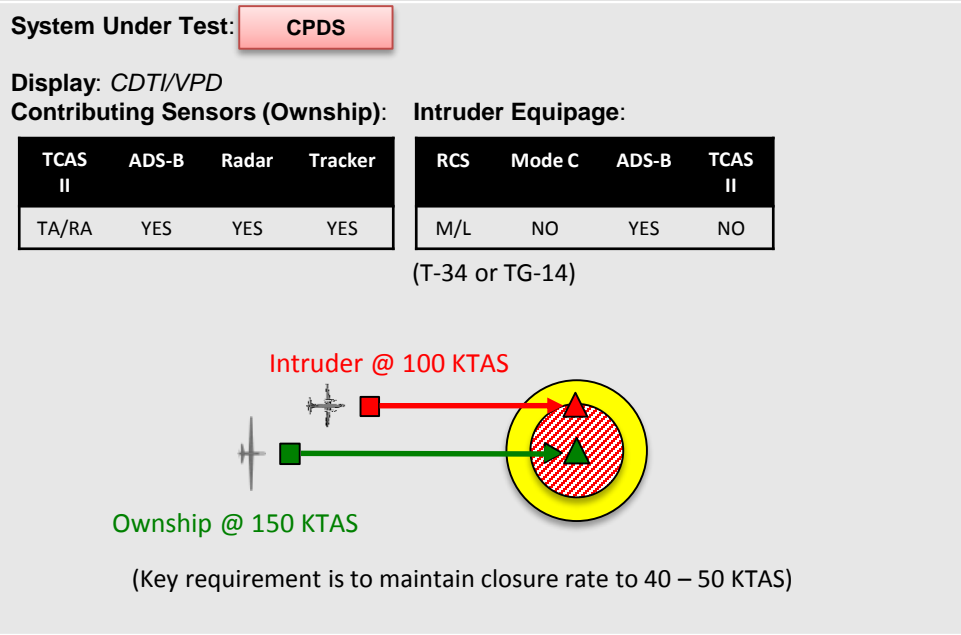 System Under Test: CPDS
Display: CDTI/VPD
Contributing Sensors (Ownship): Intruder Equipage:
TCAS II ADS-B Radar Tracker
TA/RA YES YES YES
RCS Mode C ADS-B TCAS II
M/L NO YES NO
(T-34 or TG-14)
Intruder @ 100 KTAS
Ownship @ 150 KTAS
(Key requirement is to maintain closure rate to 40 – 50 KTAS)